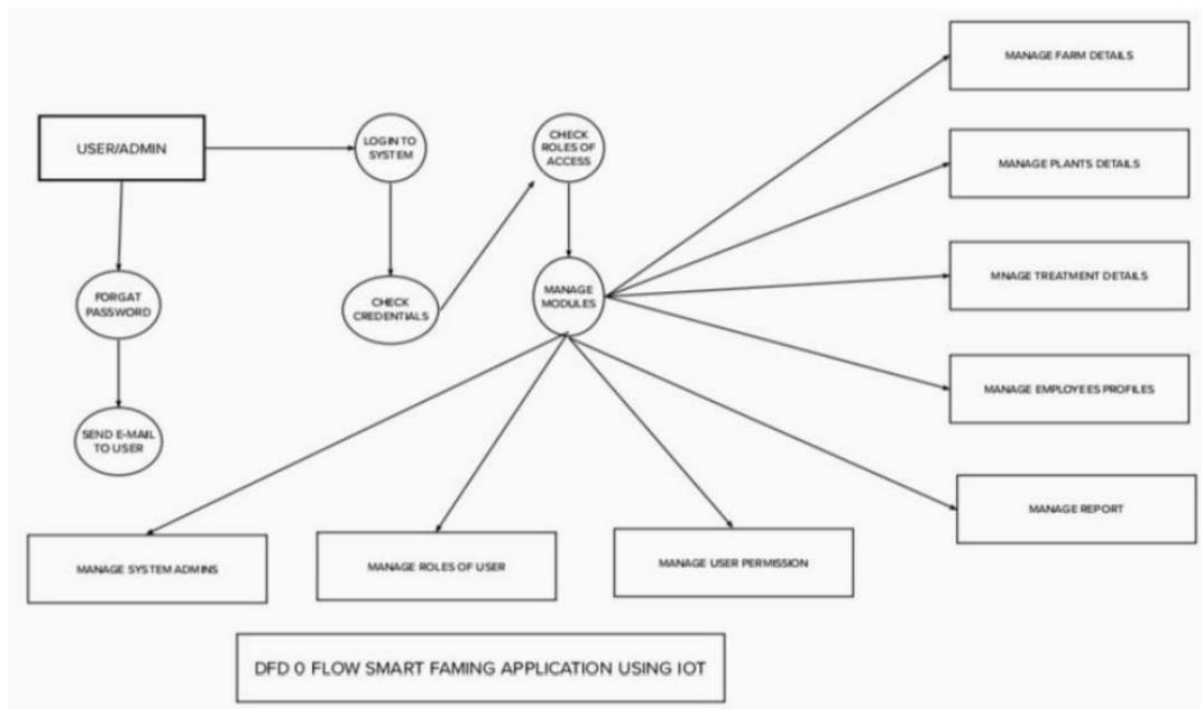 MANAGE FARM DETAILS
USER/ADMIN
LOGIN TO
SYSTEM
CHECK
ROLES OF
ACCESS
MANAGE PLANTS DETAILS
FORGAT
PASSWORD
CHECK
CREDENTIALS
MANAGE
MODULES
MNAGE TREATMENT DETAILS
MANAGE EMPLOYEES PROFILES
SEND E-MAIL
TO USER
MANAGE REPORT
MANAGE SYSTEM ADMINS
MANAGE ROLES OF USER
MANAGE USER PERMISSION
DFD 0 FLOW SMART FAMING APPLICATION USING IOT